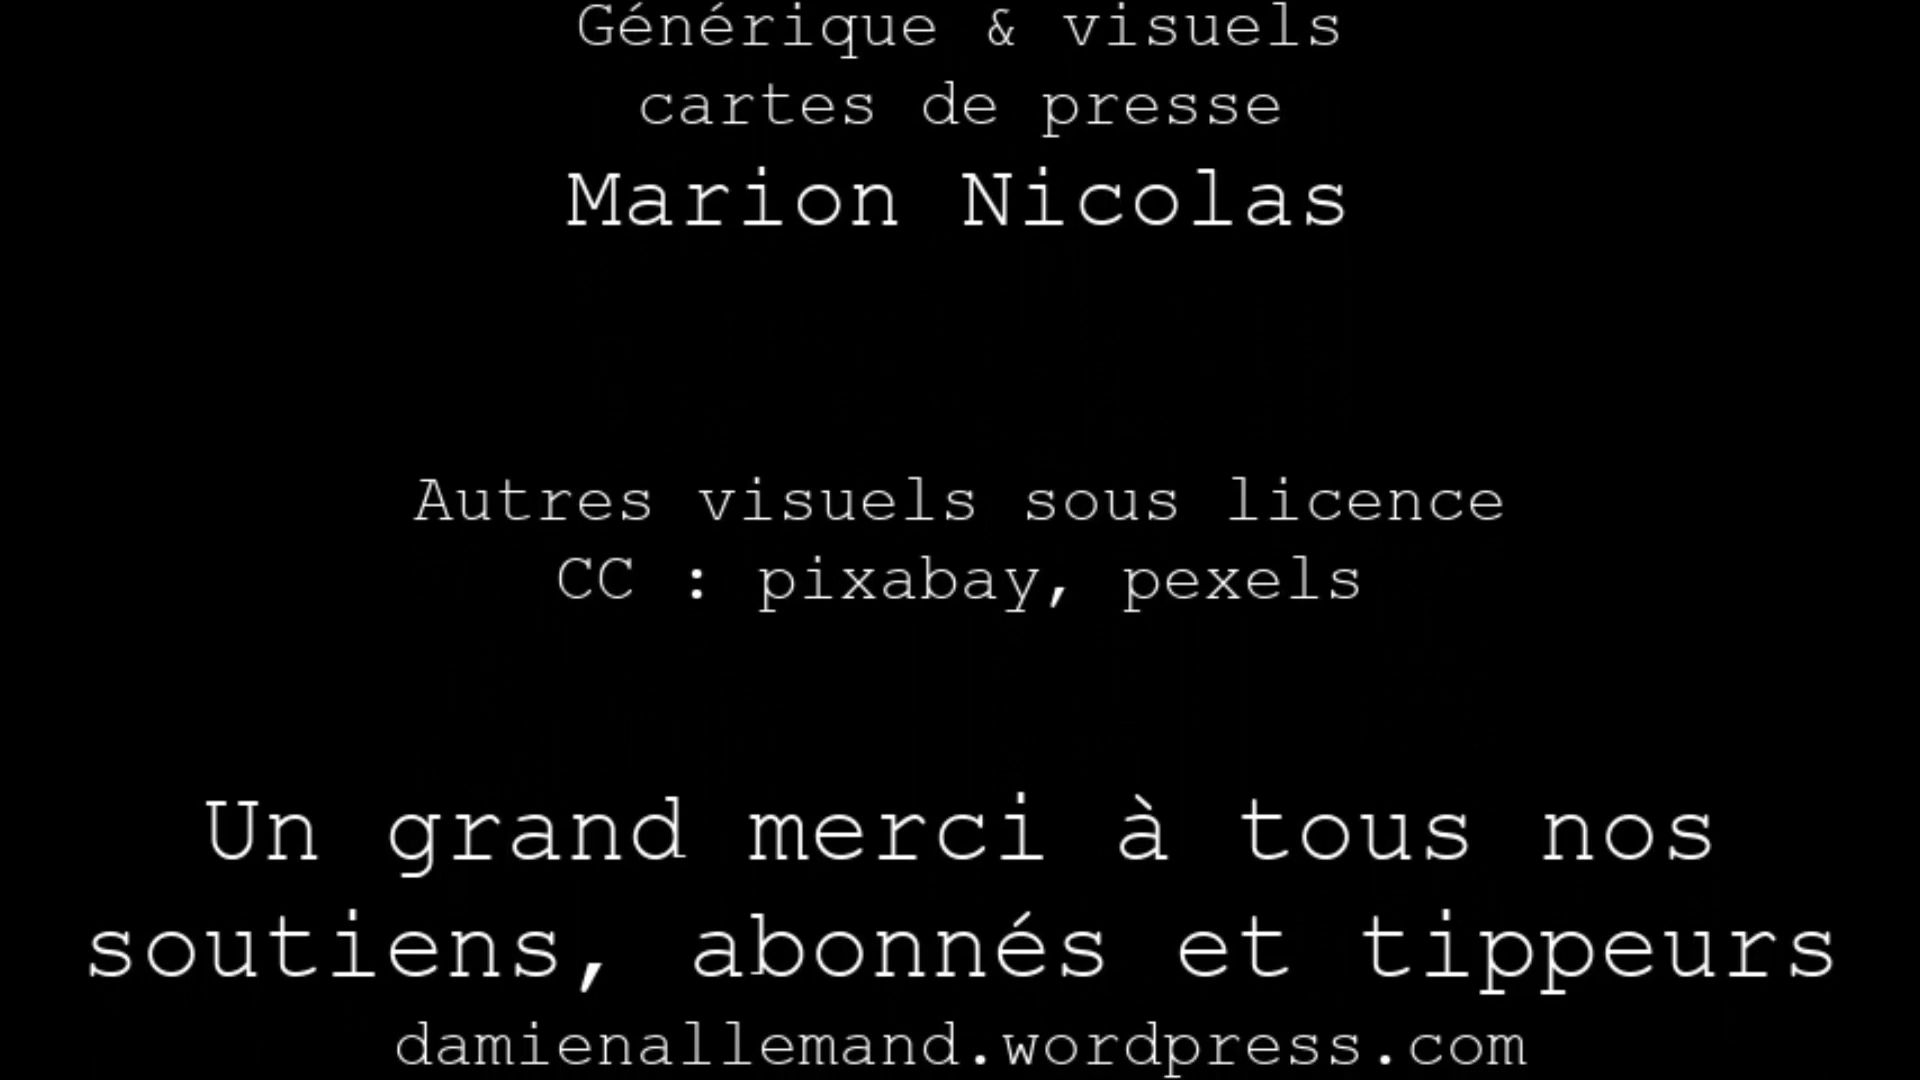 Générique & visuels
cartes de presse
Marion Nicolas
Autres visuels sous licence
CC : pixabay, pexels
Un grand merci à tous nos
soutiens, abonnés et tippeurs
damienallemand.wordpress.com